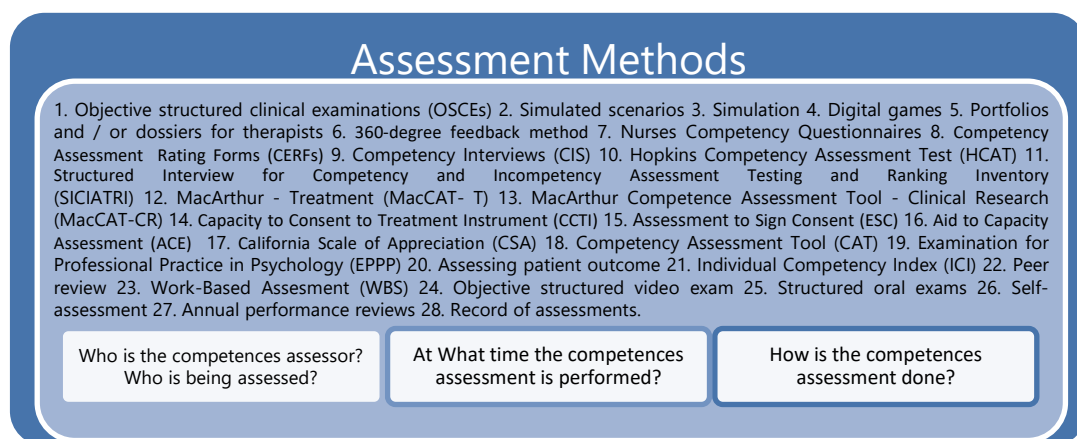 Assessment Methods
1. Objective structured clinical examinations (OSCEs) 2. Simulated scenarios 3. Simulation 4. Digital games 5. Portfolios
and / or dossiers for therapists 6. 360-degree feedback method 7. Nurses Competency Questionnaires 8. Competency
Assessment Rating Forms (CERFs) 9. Competency Interviews (CIS) 10. Hopkins Competency Assessment Test (HCAT) 11.
Structured Interview for Competency and Incompetency Assessment Testing and Ranking Inventory
(SICIATRI) 12. MacArthur - Treatment (MacCAT- T) 13. MacArthur Competence Assessment Tool - Clinical Research
(MacCAT-CR) 14. Capacity to Consent to Treatment Instrument (CCTI) 15. Assessment to Sign Consent (ESC) 16. Aid to Capacity
Assessment (ACE) 17. California Scale of Appreciation (CSA) 18. Competency Assessment Tool (CAT) 19. Examination for
Professional Practice in Psychology (EPPP) 20. Assessing patient outcome 21. Individual Competency Index (ICI) 22. Peer
review 23. Work-Based Assesment (WBS) 24. Objective structured video exam 25. Structured oral exams 26. Self-
assessment 27. Annual performance reviews 28. Record of assessments.
Who is the competences assessor?
Who is being assessed?
At What time the competences
assessment is performed?
How is the competences
assessment done?